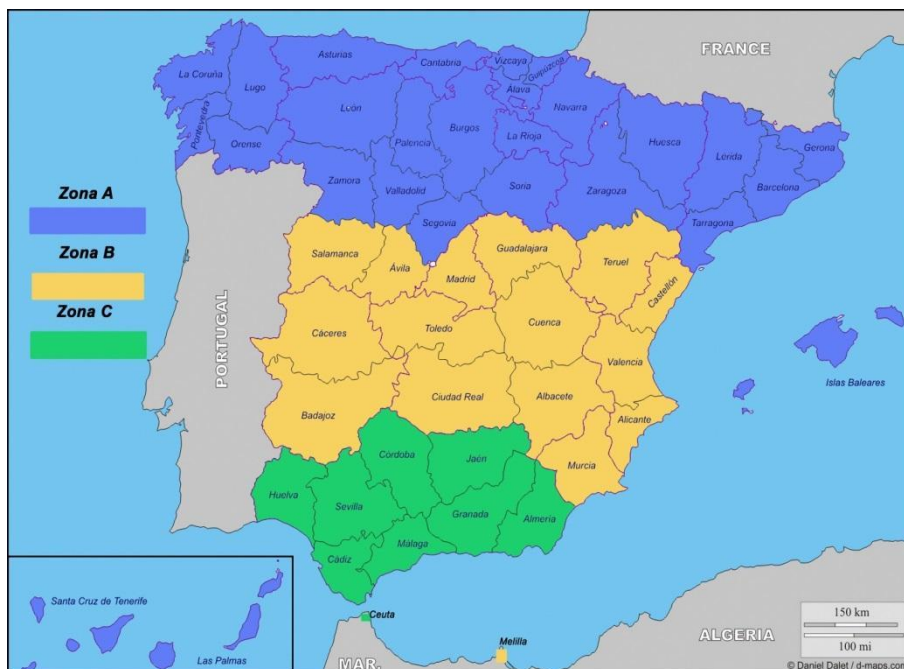 FRANCE
Asturias
Cantabria
Vizcaya
Guipúzcoa
La Coruña
Lugo
Álava
Navarra
León
Pontevedra
Orense
Palencia
Burgos
La Rioja
Huesca
Lérida
Gerona
Barcelona
Zamora
Valladolid
Soria
Zaragoza
Tarragona
Segovia
Zona A
Zona B
Zona C
Salamanca
Ávila
Madrid
Guadalajara
Teruel
Castellón
PORTUGAL
Cáceres
Toledo
Cuenca
Valencia
Islas Baleares
Badajoz
Ciudad Real
Albacete
Alicante
Murcia
Córdoba
Jaén
Huelva
Sevilla
Granada
Almería
Málaga
Cádiz
Ceuta
Melilla
Santa Cruz de Tenerife
Las Palmas
MAR.
ALGERIA
150 km
100 mi
© Daniel Dalet / d-maps.com